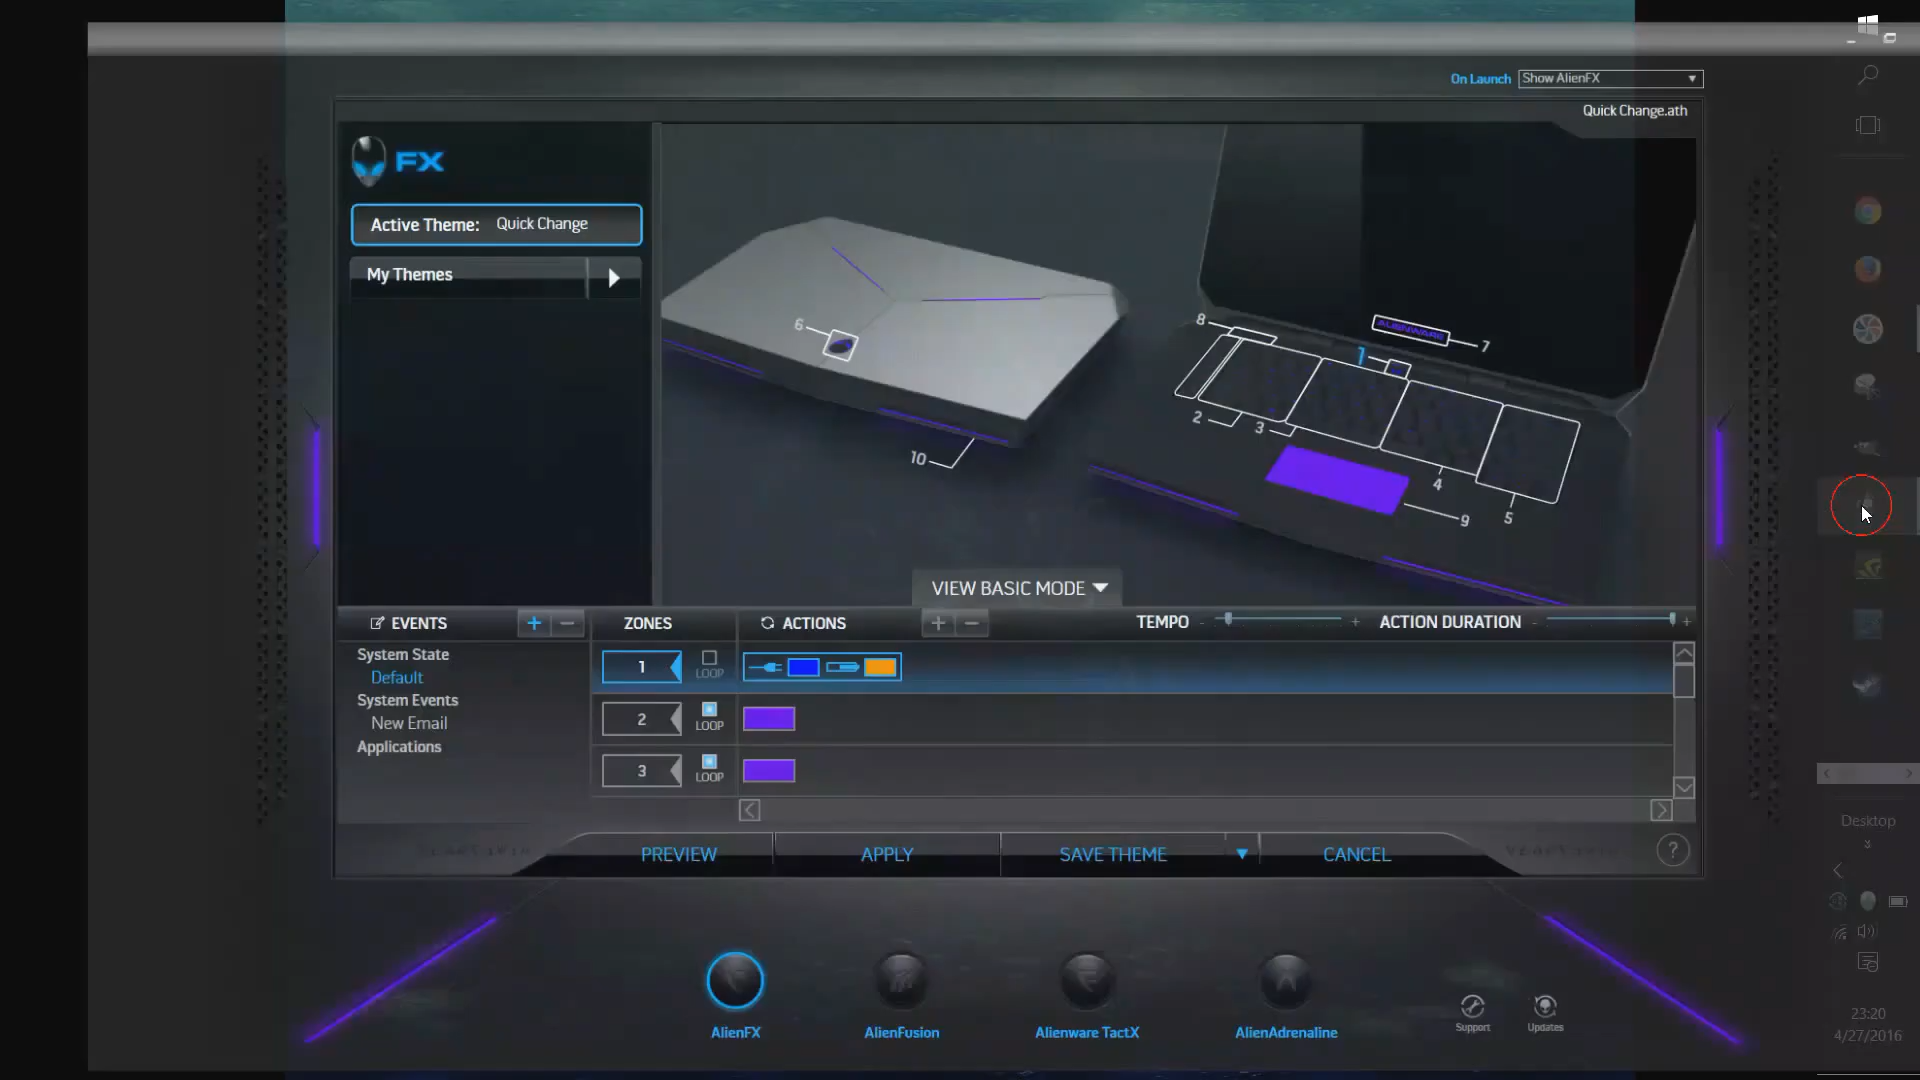 On Launch Show AlienFX
Quick Change.ath
FX
Active Theme: Quick Change
My Themes
6
8
ALIENWARE
7
1
2
3
10
4
9
5
VIEW BASIC MODE
EVENTS + − ZONES ACTIONS + − TEMPO - + ACTION DURATION - +
System State
Default
System Events
New Email
Applications
1 LOOP
2 LOOP
3 LOOP
PREVIEW APPLY SAVE THEME CANCEL ?
AlienFX AlienFusion Alienware TactX AlienAdrenaline Support Updates
Desktop
23:20
4/27/2016